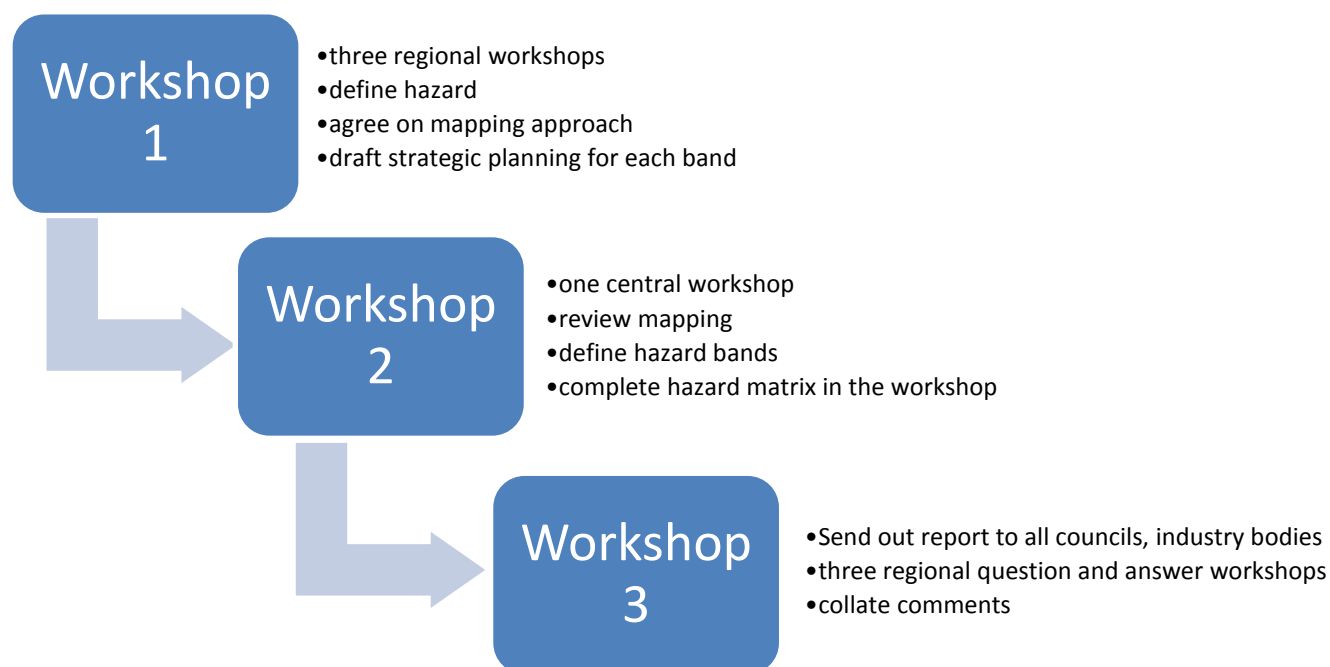 Workshop
1
•three regional workshops
•define hazard
•agree on mapping approach
•draft strategic planning for each band
Workshop
2
•one central workshop
•review mapping
•define hazard bands
•complete hazard matrix in the workshop
Workshop
3
•Send out report to all councils, industry bodies
•three regional question and answer workshops
•collate comments